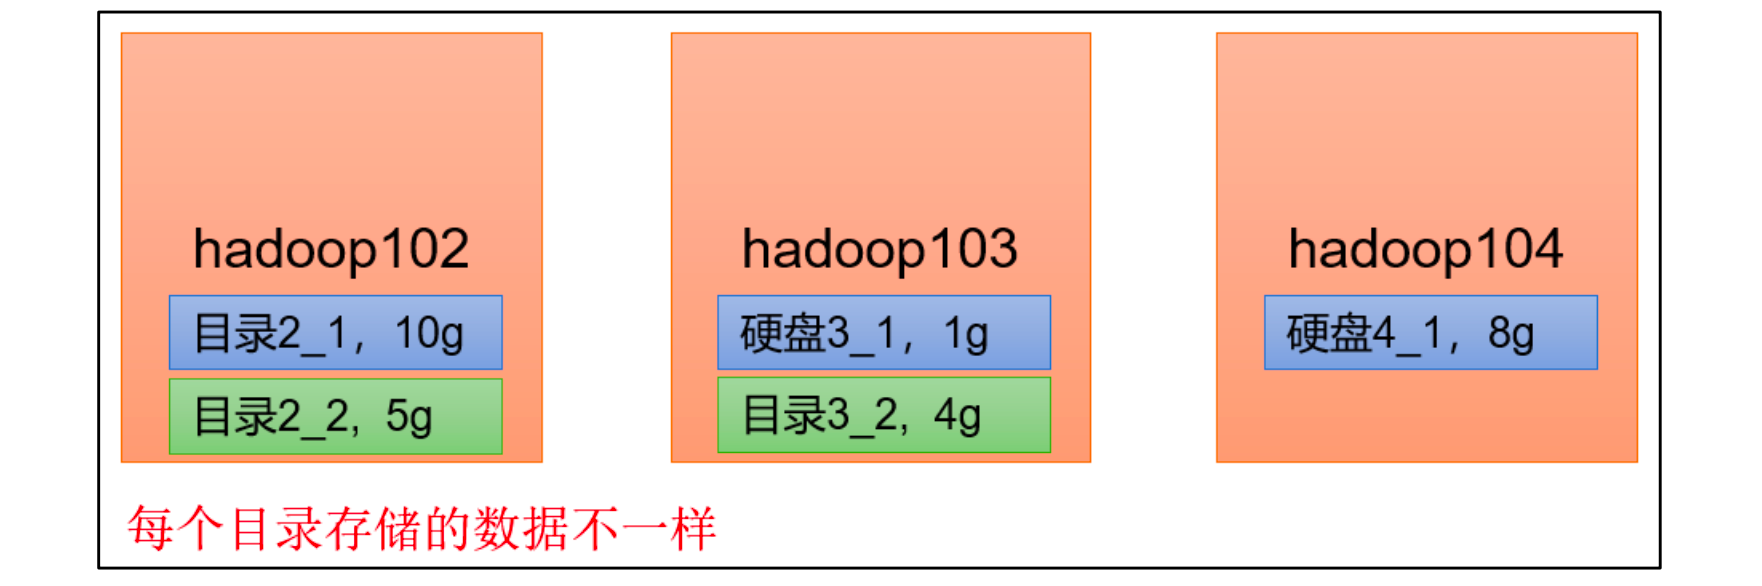 hadoop102
目录2_1，10g
目录2_2，5g
hadoop103
硬盘3_1，1g
目录3_2，4g
hadoop104
硬盘4_1，8g
每个目录存储的数据不一样